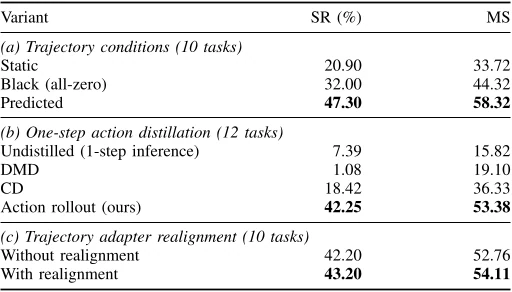 Variant SR (%) MS
(a) Trajectory conditions (10 tasks)
Static 20.90 33.72
Black (all-zero) 32.00 44.32
Predicted 47.30 58.32
(b) One-step action distillation (12 tasks)
Undistilled (1-step inference) 7.39 15.82
DMD 1.08 19.10
CD 18.42 36.33
Action rollout (ours) 42.25 53.38
(c) Trajectory adapter realignment (10 tasks)
Without realignment 42.20 52.76
With realignment 43.20 54.11